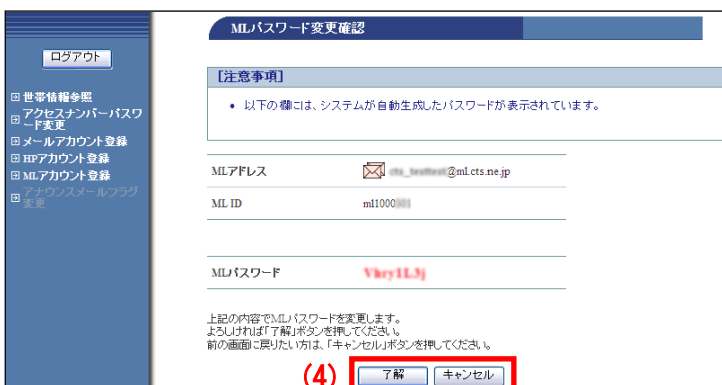 MLパスワード変更確認
ログアウト
世帯情報参照
アクセスナンバーパスワ
ード変更
メールアカウント登録
HPアカウント登録
MLアカウント登録
アナウンスメールフラグ
変更
[注意事項]
• 以下の欄には、システムが自動生成したパスワードが表示されています。
MLアドレス
@ml.cts.ne.jp
ML ID
ml1000
MLパスワード
上記の内容でMLパスワードを変更します。
よろしければ「了解」ボタンを押してください。
前の画面に戻りたい方は、「キャンセル」ボタンを押してください。
(4) 了解 キャンセル